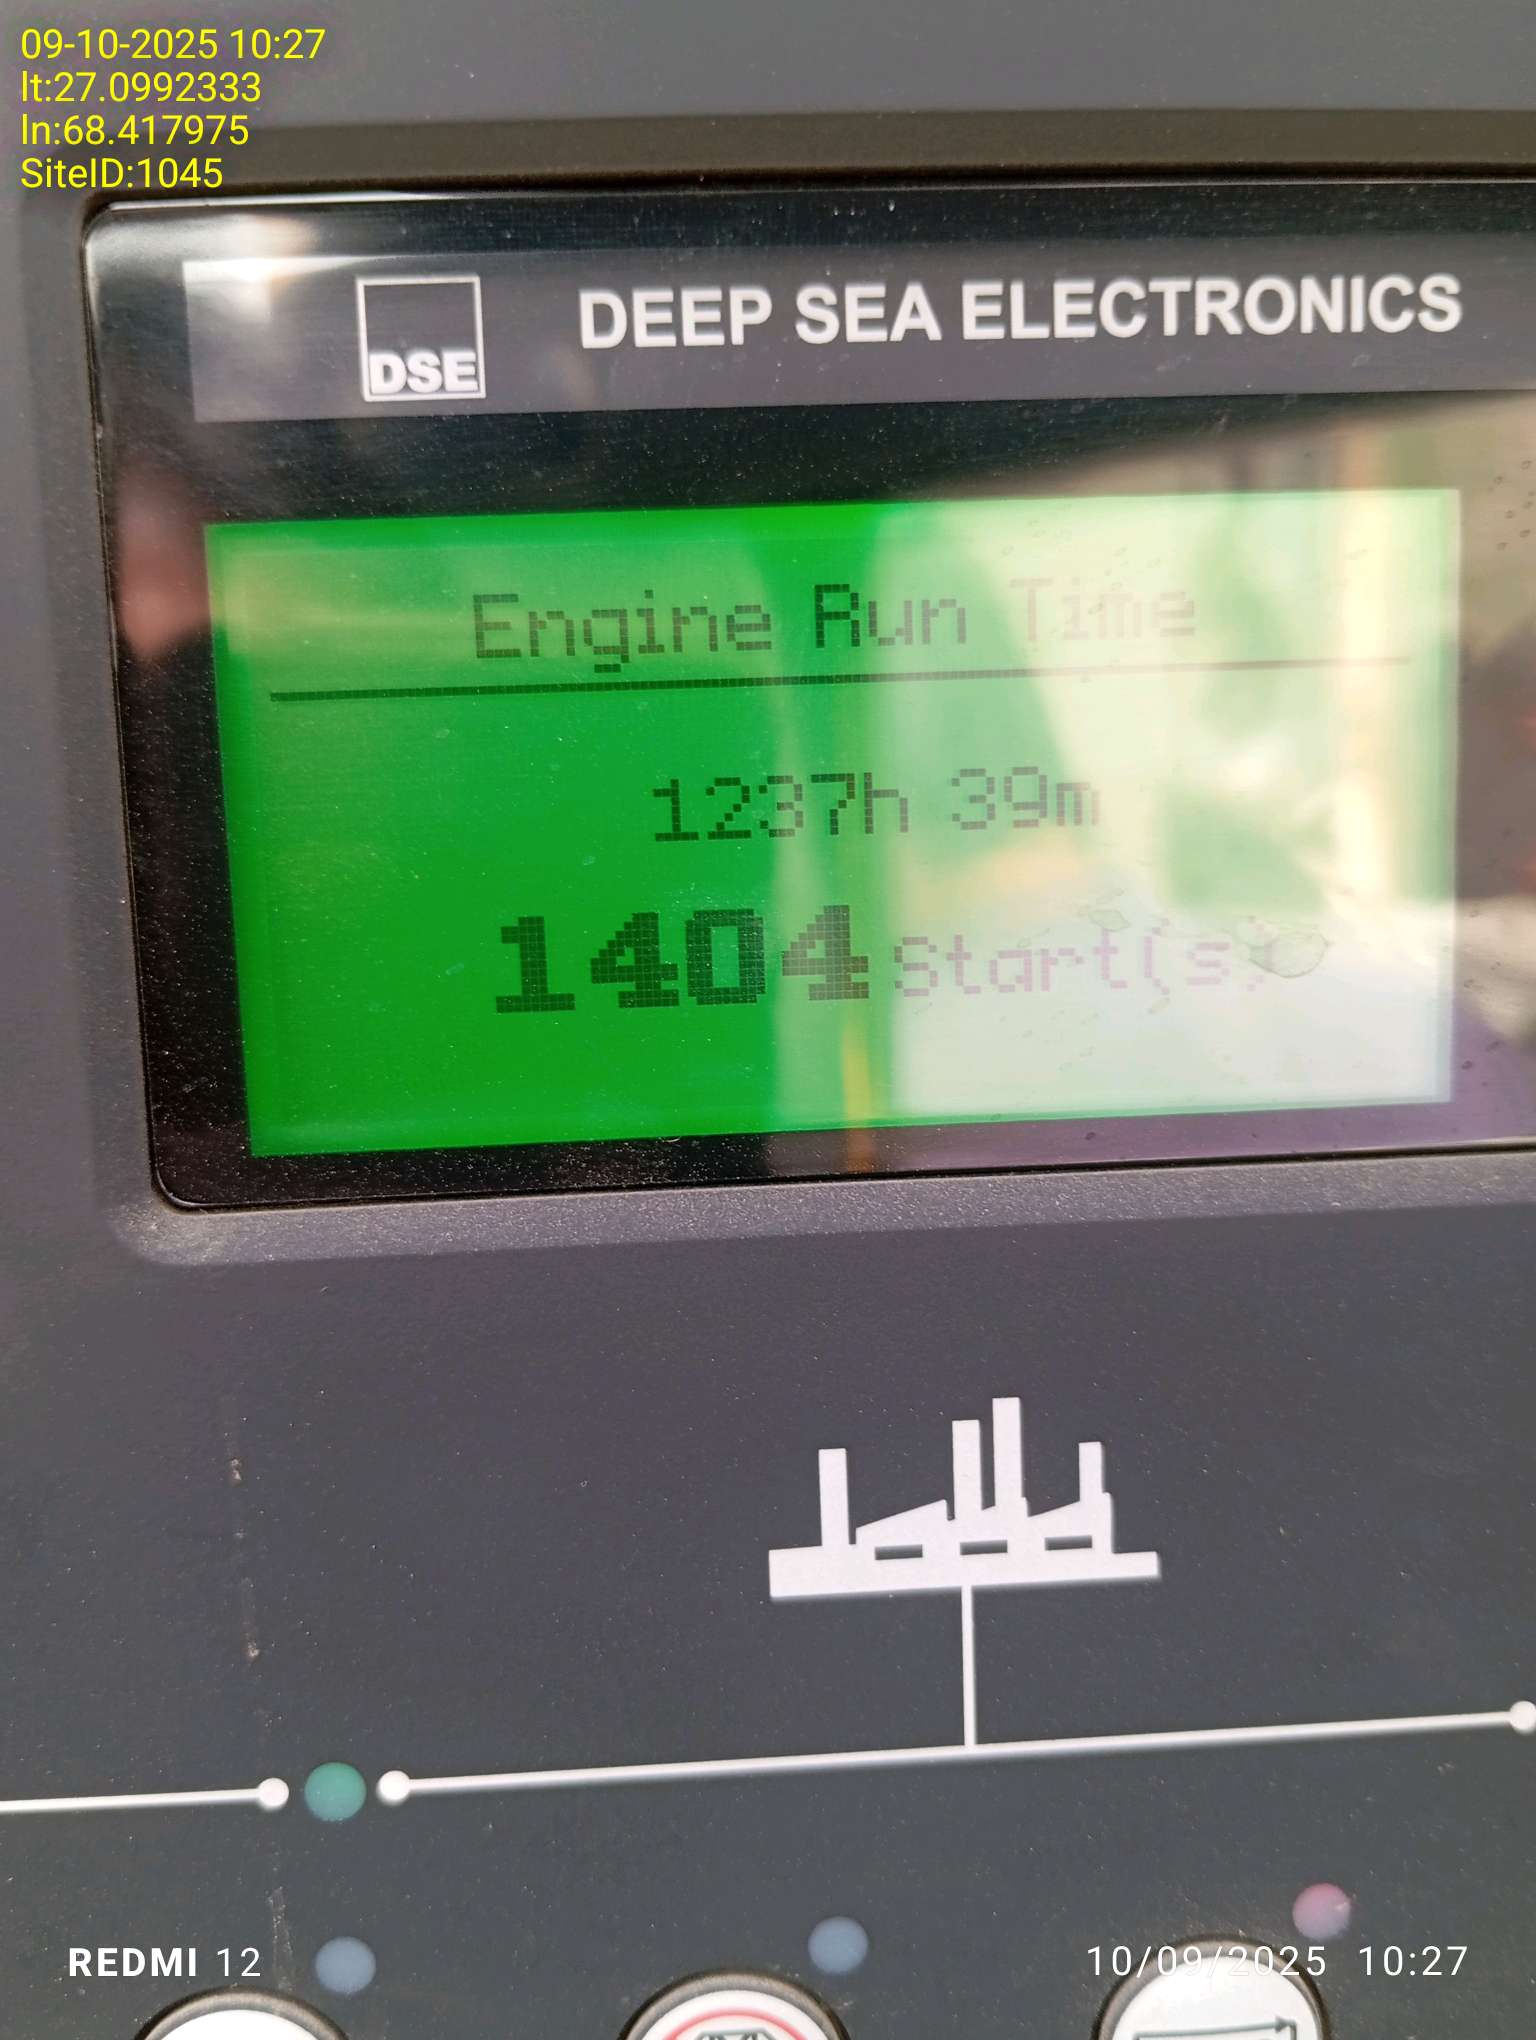 09-10-2025 10:27
lt:27.0992333
ln:68.417975
SiteID:1045
DSE
DEEP SEA ELECTRONICS
Engine Run Time
1237h 39m
1404 Start(s)
REDMI 12
10/09/2025 10:27